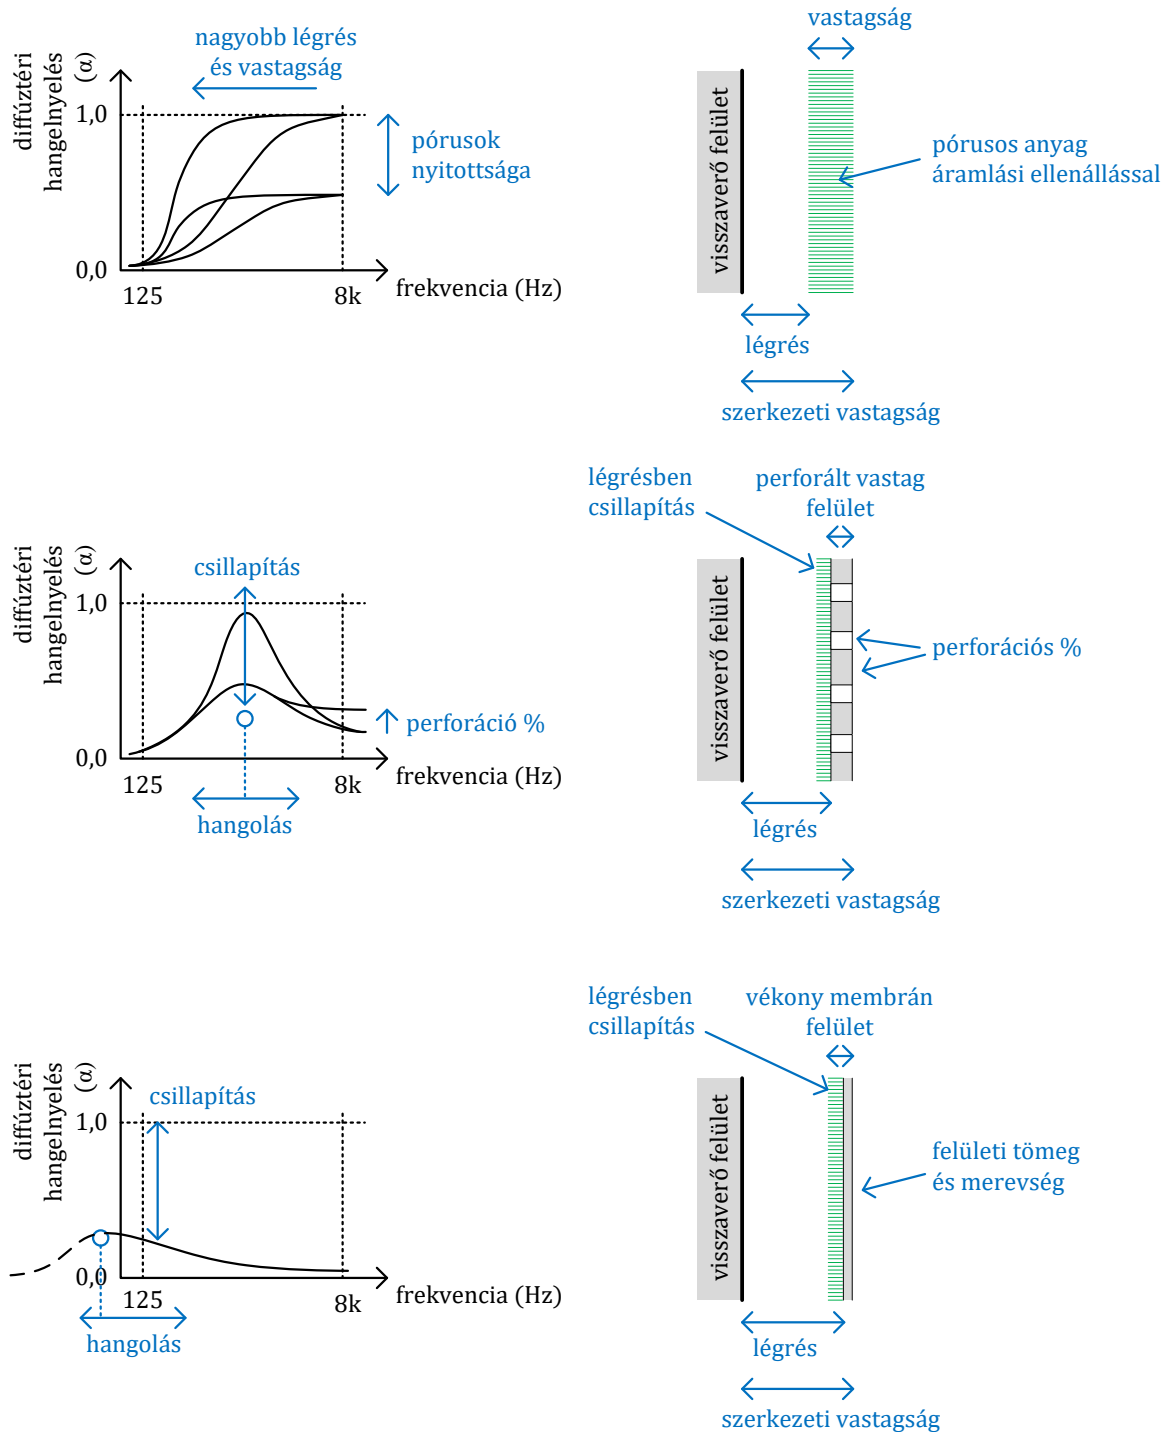 diffúztéri
hangelnyelés
(α)
nagyobb légrés
és vastagság
1,0
0,0
125
8k
frekvencia (Hz)
pórusok
nyitottsága
vastagság
visszaverő felület
pórusos anyag
áramlási ellenállással
légrés
szerkezeti vastagság
diffúztéri
hangelnyelés
(α)
csillapítás
1,0
0,0
125
8k
frekvencia (Hz)
perforáció %
hangolás
légrésben
csillapítás
perforált vastag
felület
visszaverő felület
perforációs %
légrés
szerkezeti vastagság
diffúztéri
hangelnyelés
(α)
csillapítás
1,0
0,0
125
8k
frekvencia (Hz)
hangolás
légrésben
csillapítás
vékony membrán
felület
visszaverő felület
felületi tömeg
és merevség
légrés
szerkezeti vastagság